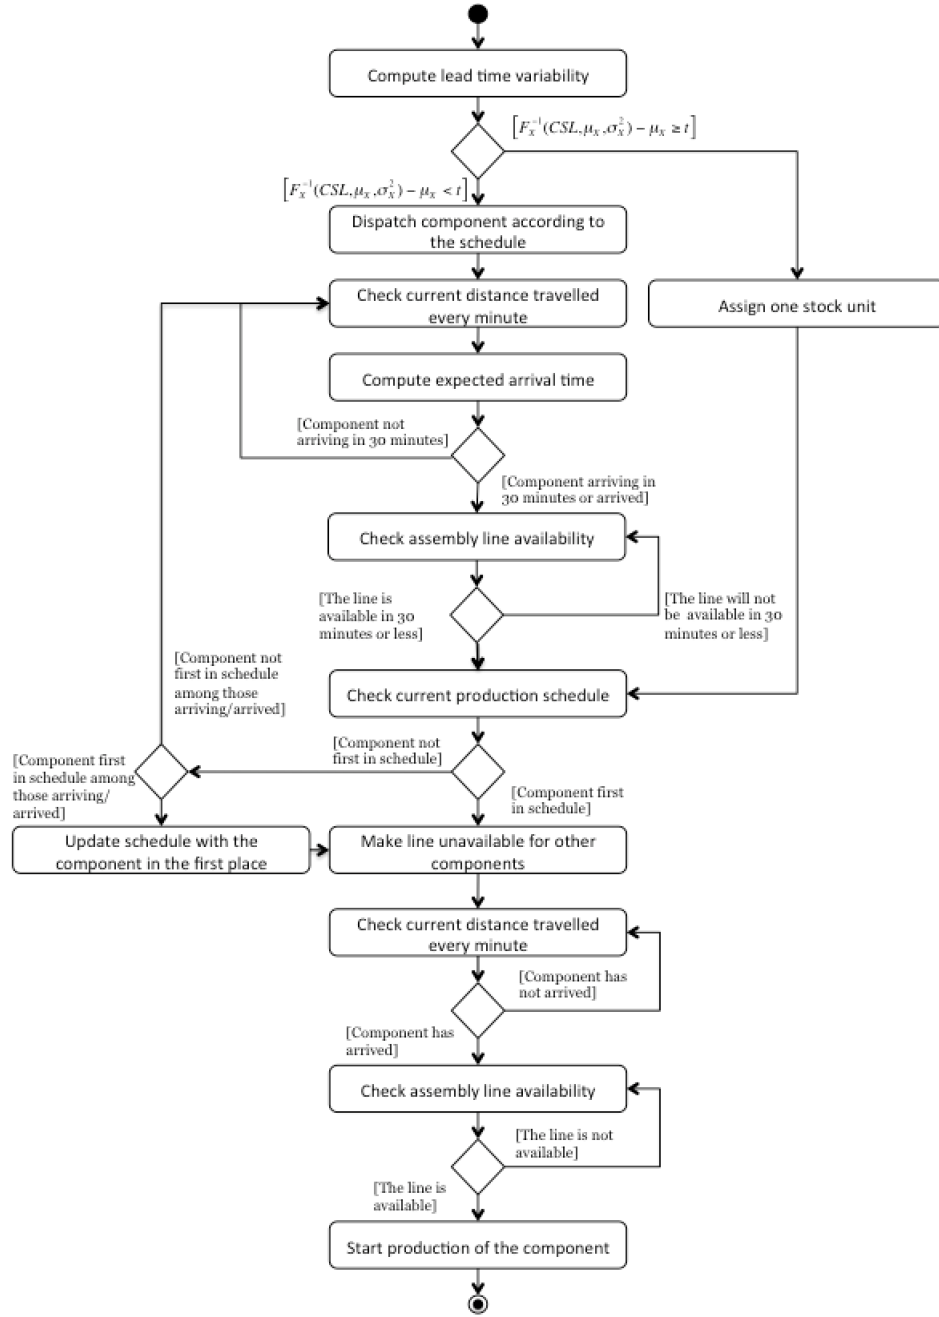 Compute lead time variability
[F_x^{-1}(CSL,μ_x,σ_x^2) − μ_x ≥ t]
[F_x^{-1}(CSL,μ_x,σ_x^2) − μ_x < t]
Dispatch component according to
the schedule
Check current distance travelled
every minute
Assign one stock unit
Compute expected arrival time
[Component not
arriving in 30 minutes]
[Component arriving in
30 minutes or arrived]
Check assembly line availability
[The line is
available in 30
minutes or less]
[The line will not
be available in 30
minutes or less]
[Component not
first in schedule
among those
arriving/arrived]
Check current production schedule
[Component not
first in schedule]
[Component first
in schedule among
those arriving/
arrived]
[Component first
in schedule]
Update schedule with the
component in the first place
Make line unavailable for other
components
Check current distance travelled
every minute
[Component has
not arrived]
[Component has
arrived]
Check assembly line availability
[The line is not
available]
[The line is
available]
Start production of the component